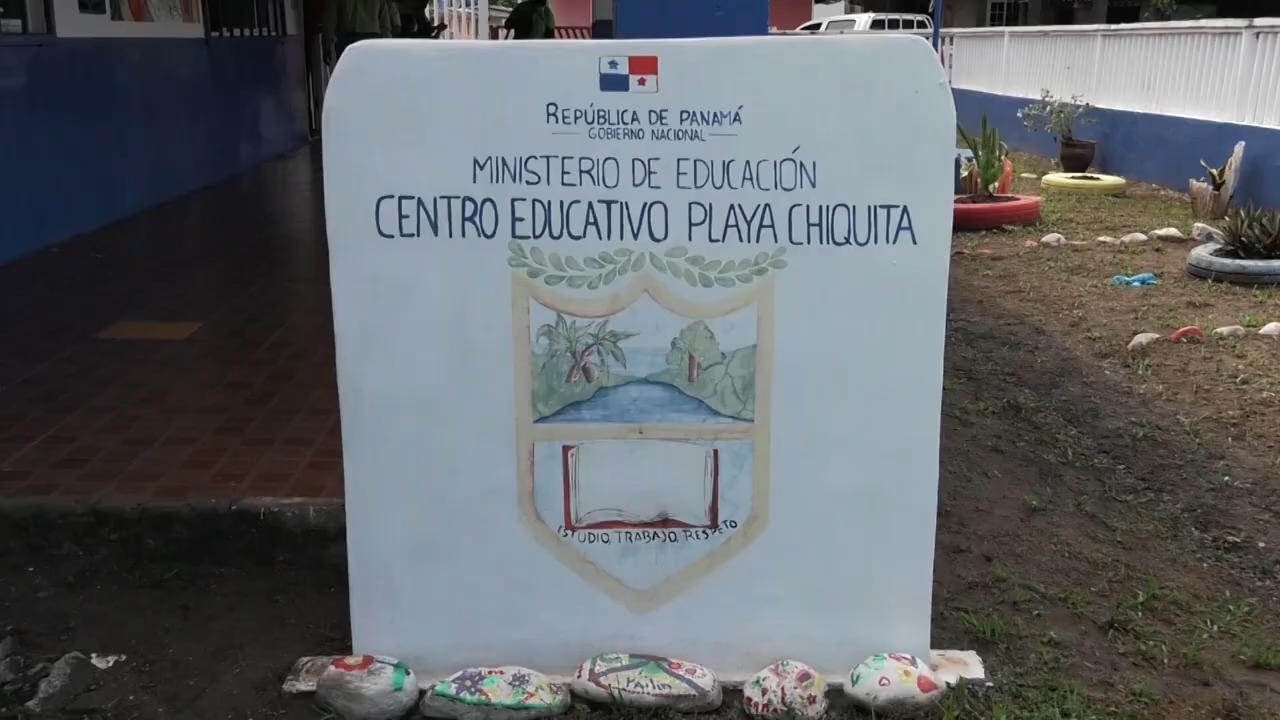 REPÚBLICA DE PANAMÁ
GOBIERNO NACIONAL
MINISTERIO DE EDUCACIÓN
CENTRO EDUCATIVO PLAYA CHIQUITA
ESTUDIO, TRABAJO, RESPETO